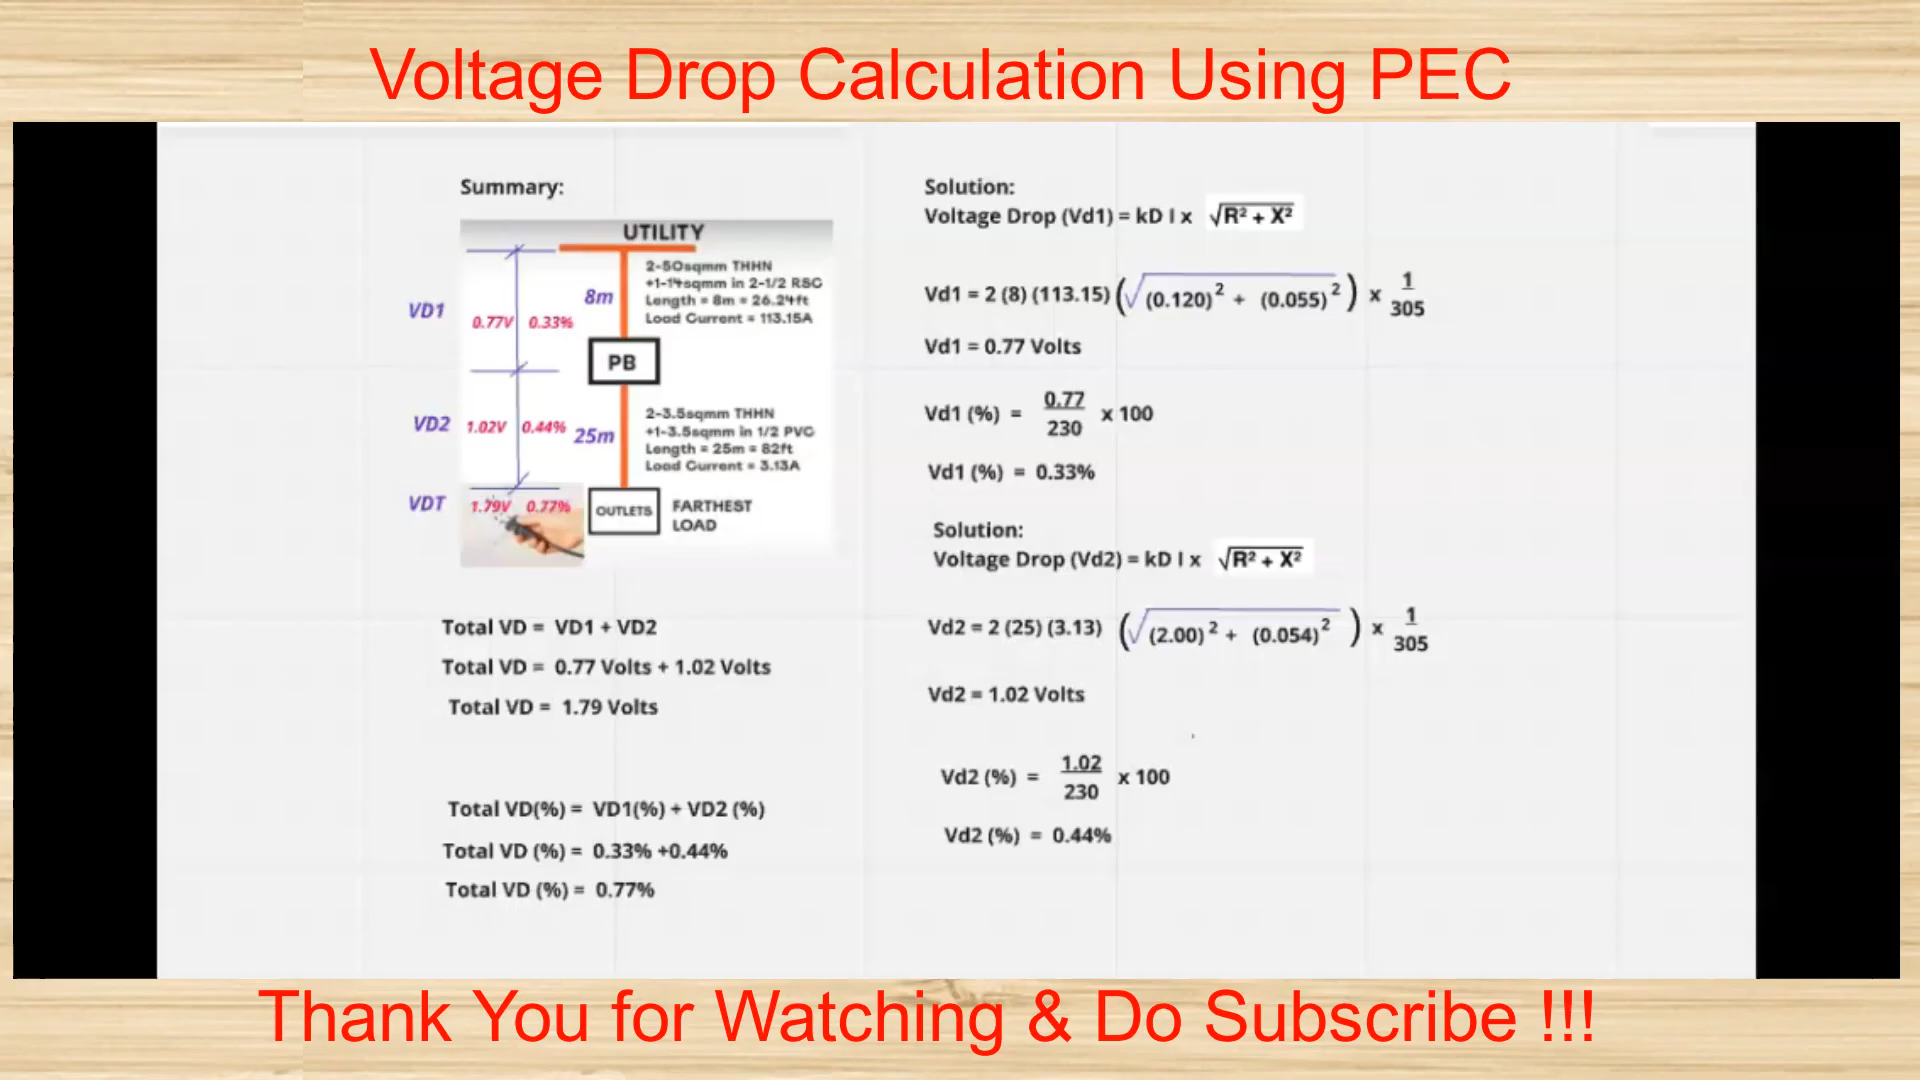 Voltage Drop Calculation Using PEC
Summary:
UTILITY
2-50sqmm THHN
+1-14sqmm in 2-1/2 RSC
Length = 8m = 26.24ft
Load Current = 113.15A
8m
VD1
0.77V 0.33%
PB
2-3.5sqmm THHN
+1-3.5sqmm in 1/2 PVC
Length = 25m = 82ft
Load Current = 3.13A
VD2 1.02V 0.44% 25m
VDT 1.79V 0.77%
OUTLETS
FARTHEST
LOAD
Total VD = VD1 + VD2
Total VD = 0.77 Volts + 1.02 Volts
Total VD = 1.79 Volts
Total VD(%) = VD1(%) + VD2 (%)
Total VD (%) = 0.33% +0.44%
Total VD (%) = 0.77%
Solution:
Voltage Drop (Vd1) = kD I x √R² + X²
Vd1 = 2 (8) (113.15) (√(0.120)² + (0.055)²) x 1/305
Vd1 = 0.77 Volts
Vd1 (%) = 0.77/230 x 100
Vd1 (%) = 0.33%
Solution:
Voltage Drop (Vd2) = kD I x √R² + X²
Vd2 = 2 (25) (3.13) (√(2.00)² + (0.054)²) x 1/305
Vd2 = 1.02 Volts
Vd2 (%) = 1.02/230 x 100
Vd2 (%) = 0.44%
Thank You for Watching & Do Subscribe !!!